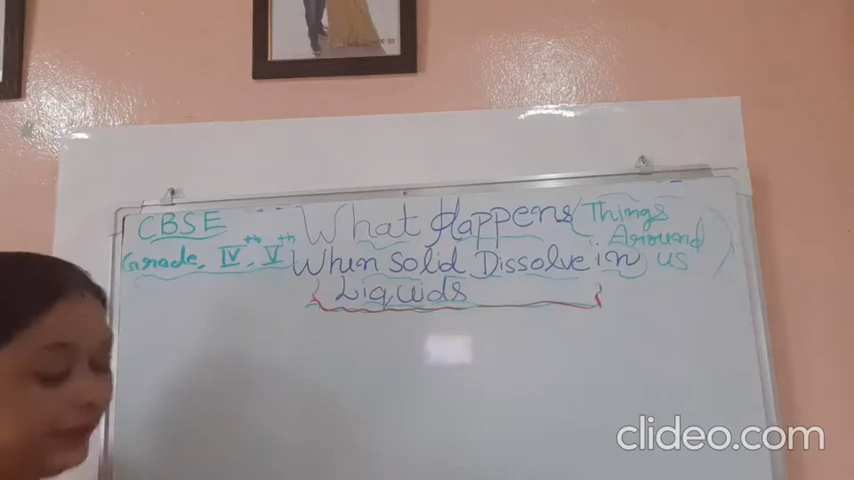 CBSE What Happens (Things
Grade, IVth, Vth When Solid Dissolve in Around
Liquids us)
clideo.com